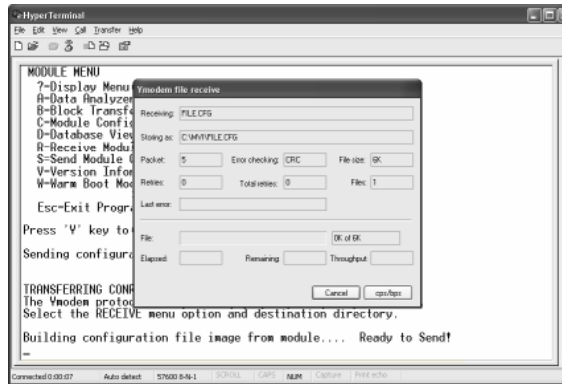 HyperTerminal
File Edit View Call Transfer Help
MODULE MENU
?=Display Menu
A=Data Analyzer
B=Block Transf
C=Module Confi
D=Database View
R=Receive Modu
S=Send Module C
V=Version Infor
W=Warm Boot Mod
Esc=Exit Progra
Press 'Y' key to
Sending configura
TRANSFERRING CONF
The Ymodem protoc
Select the RECEIVE menu option and destination directory.
Building configuration file image from module.... Ready to Send!
Ymodem file receive
Receiving: FILE.CFG
Storing as: C:\MVI\FILE.CFG
Packet: 5 Error checking: CRC File size: 6K
Retries: 0 Total retries: 0 Files: 1
Last error:
File: 0K of 6K
Elapsed: Remaining: Throughput:
Cancel cps/bps
Connected 0:00:07 Auto detect 57600 8-N-1 SCROLL CAPS NUM Capture Print echo